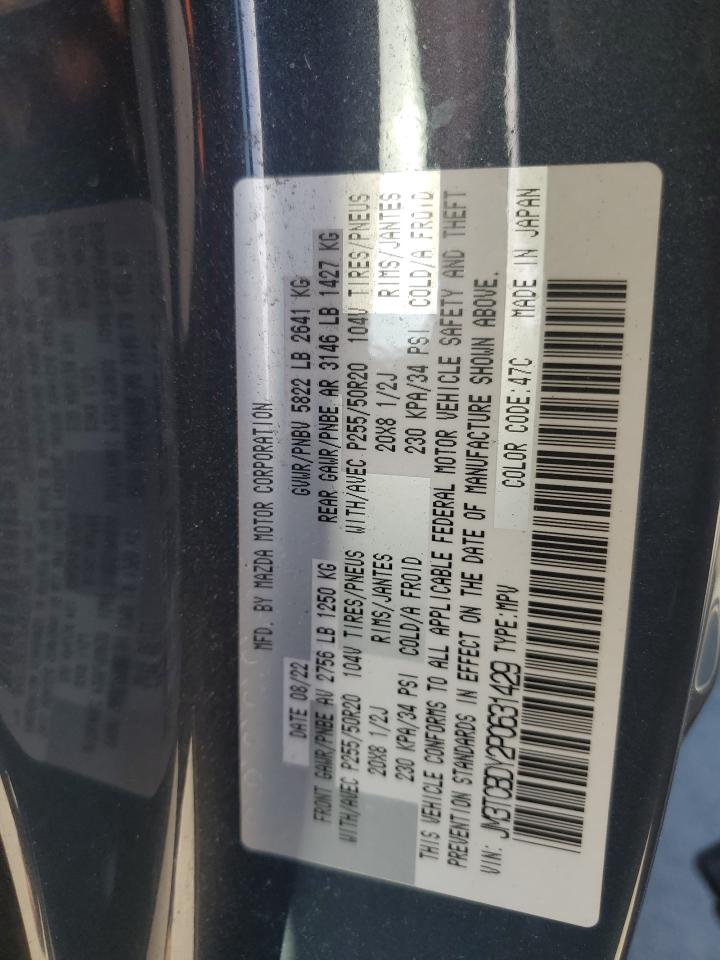 MFD. BY MAZDA MOTOR CORPORATION
DATE 08/22 GVWR/PNBV 5822 LB 2641 KG
FRONT GAWR/PNBE AV 2756 LB 1250 KG REAR GAWR/PNBE AR 3146 LB 1427 KG
WITH/AVEC P255/50R20 104V TIRES/PNEUS WITH/AVEC P255/50R20 104V TIRES/PNEUS
20X8 1/2J RIMS/JANTES 20X8 1/2J RIMS/JANTES
230 KPA/34 PSI COLD/A FROID 230 KPA/34 PSI COLD/A FROID
THIS VEHICLE CONFORMS TO ALL APPLICABLE FEDERAL MOTOR VEHICLE SAFETY AND THEFT
PREVENTION STANDARDS IN EFFECT ON THE DATE OF MANUFACTURE SHOWN ABOVE.
VIN: JM3TCBDY2P0631429 TYPE:MPV COLOR CODE:47C MADE IN JAPAN